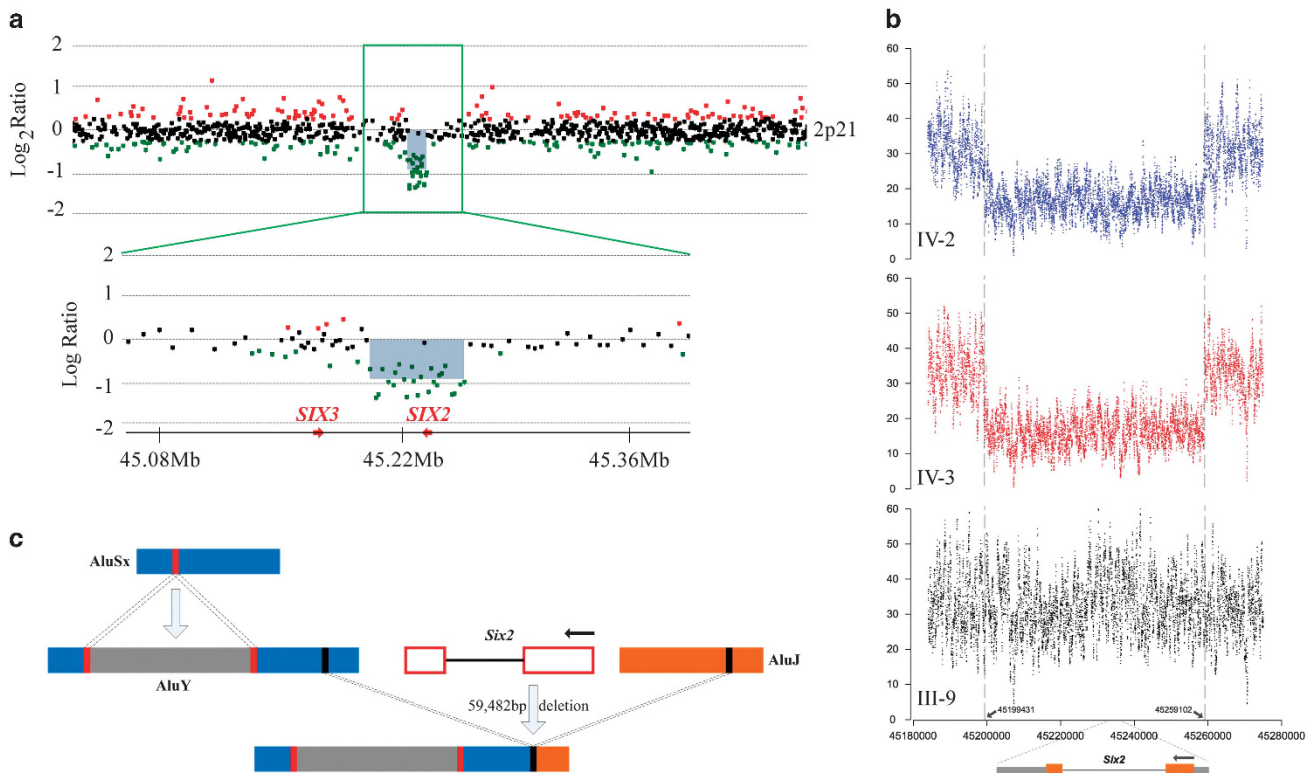 a
2
1
0
-1
-2
Log2Ratio
2p21
2
1
0
-1
-2
Log Ratio
SIX3
SIX2
45.08Mb
45.22Mb
45.36Mb
b
60
50
40
30
20
10
0
IV-2
60
50
40
30
20
10
0
IV-3
60
50
40
30
20
10
0
III-9
45199431
45259102
45180000
45200000
45220000
45240000
45260000
45280000
Six2
c
AluSx
AluY
Six2
AluJ
59,482bp deletion